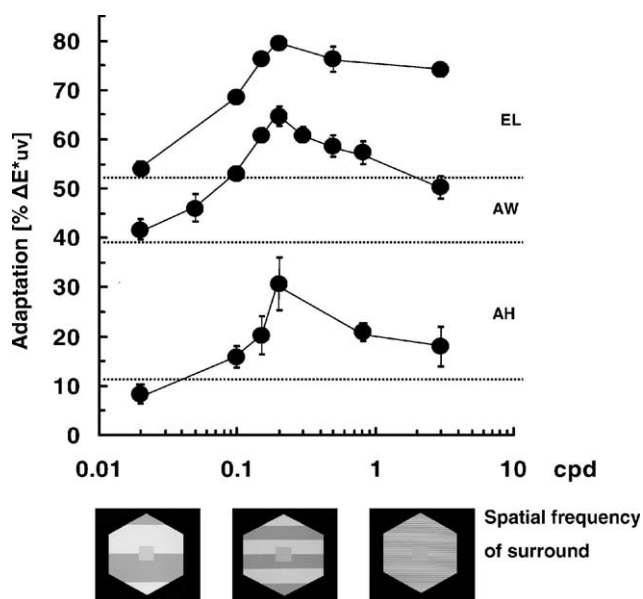 80
70
60
50
40
30
20
10
0
Adaptation [% ΔE*uv]
EL
AW
AH
0.01 0.1 1 10 cpd
Spatial frequency
of surround